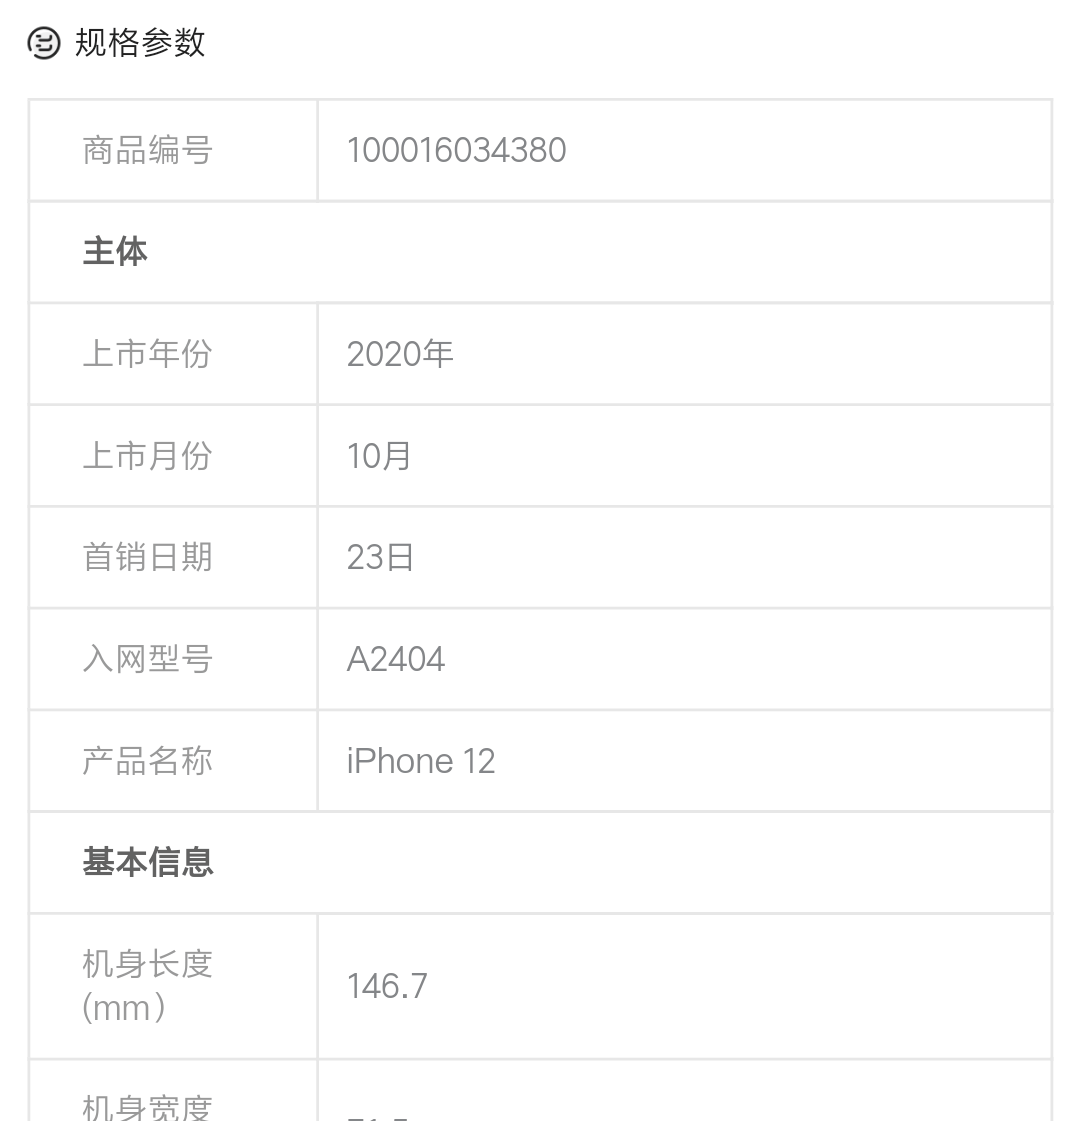 规格参数
商品编号 100016034380
主体
上市年份 2020年
上市月份 10月
首销日期 23日
入网型号 A2404
产品名称 iPhone 12
基本信息
机身长度
(mm） 146.7
机身宽度